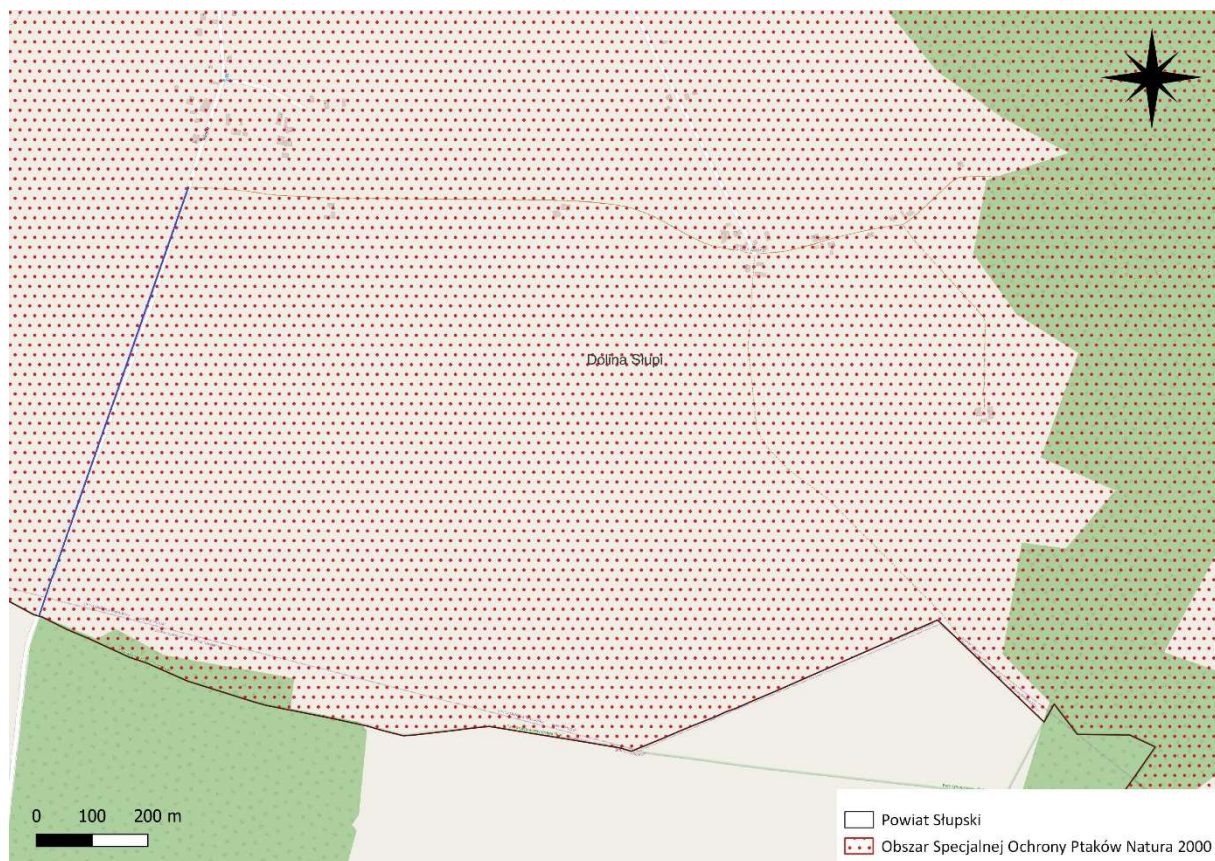 Dolina Słupi
0 100 200 m
Powiat Słupski
Obszar Specjalnej Ochrony Ptaków Natura 2000